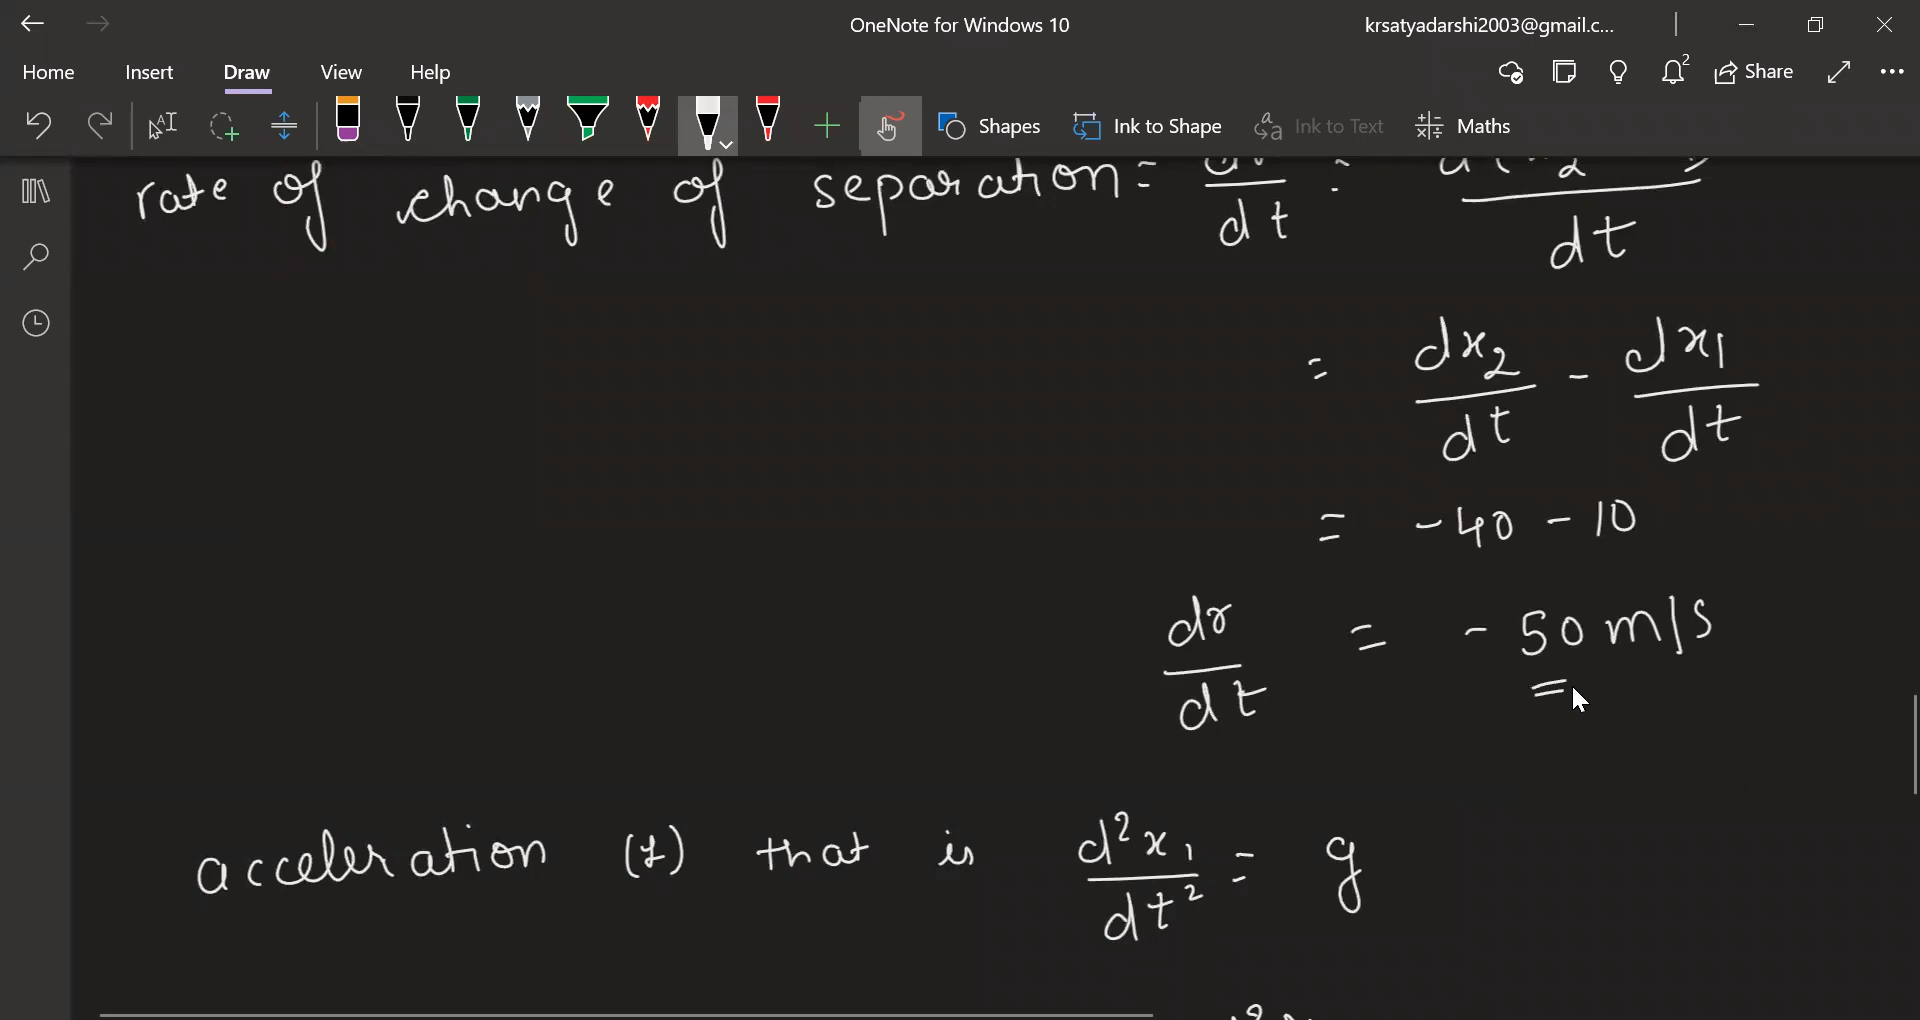 OneNote for Windows 10
krsatyadarshi2003@gmail.c...
Home Insert Draw View Help
2 Share
Shapes Ink to Shape Ink to Text Maths
rate of change of separation = d/dt =  /dt
= dx₂/dt - dx₁/dt
= -40 - 10
dr/dt = - 50 m/s
acceleration (1) that is d²x₁/dt² = g